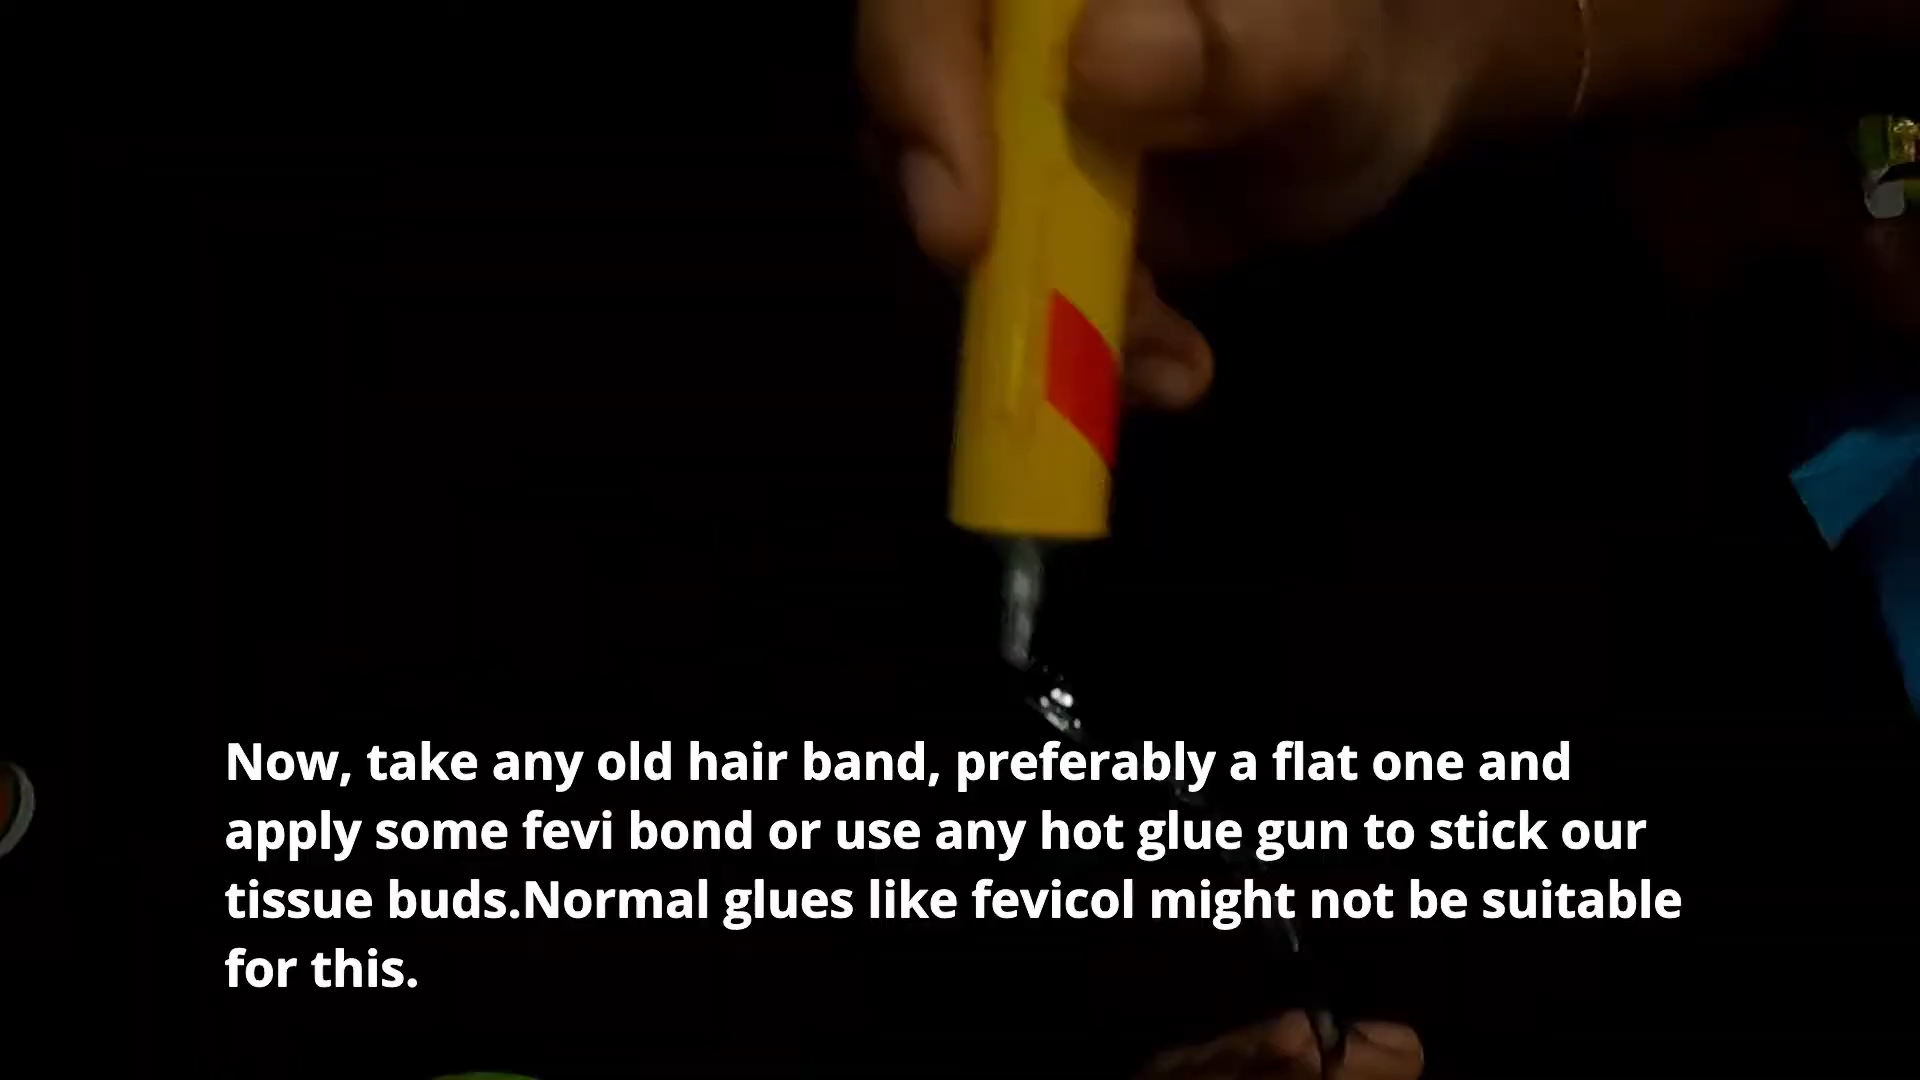 Now, take any old hair band, preferably a flat one and
apply some fevi bond or use any hot glue gun to stick our
tissue buds.Normal glues like fevicol might not be suitable
for this.